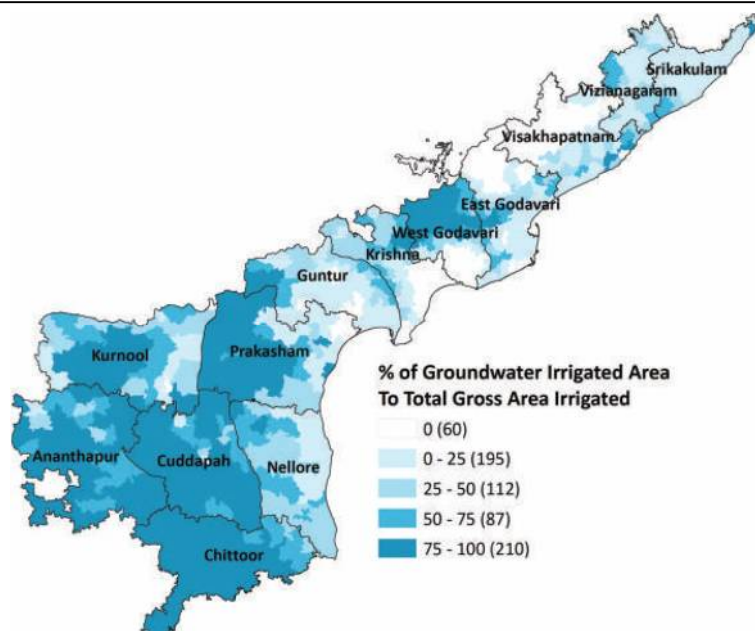 Srikakulam
Vizianagaram
Visakhapatnam
East Godavari
West Godavari
Krishna
Guntur
Kurnool
Prakasham
% of Groundwater Irrigated Area
To Total Gross Area Irrigated
0 (60)
0 - 25 (195)
25 - 50 (112)
50 - 75 (87)
75 - 100 (210)
Ananthapur
Cuddapah
Nellore
Chittoor